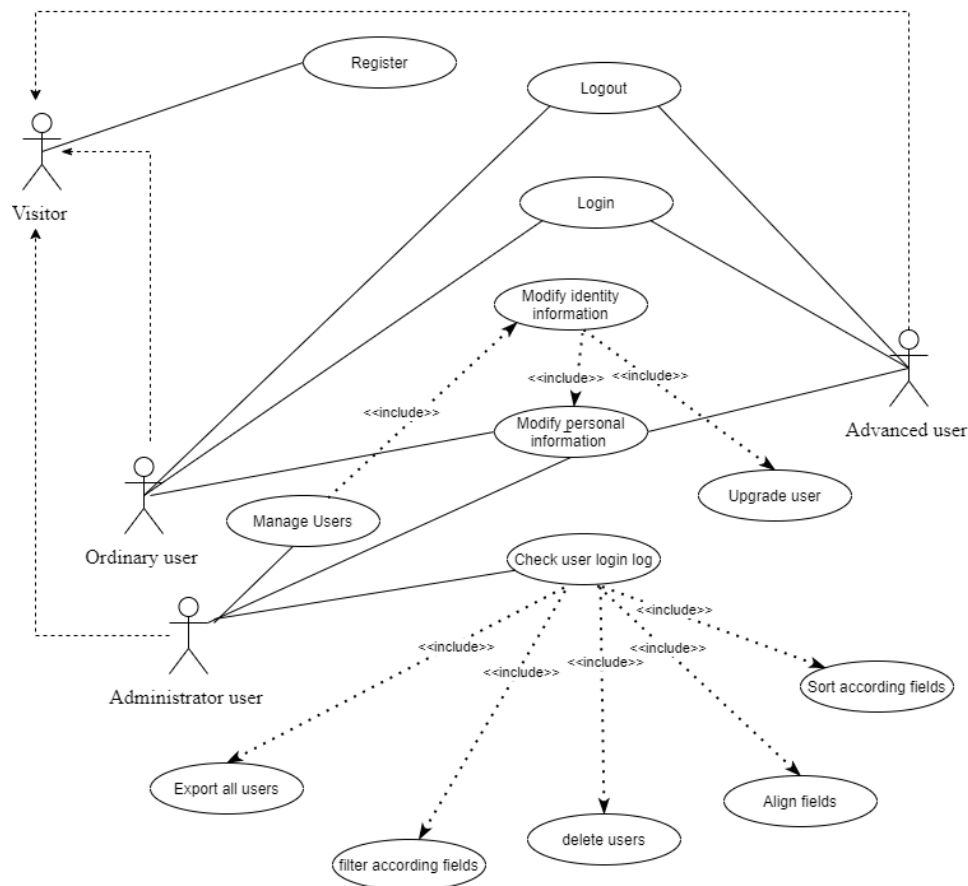 Register
Logout
Visitor
Login
Modify identity
information
<<include>>
<<include>>
<<include>>
Modify personal
information
Advanced user
Upgrade user
Manage Users
Ordinary user
Check user login log
<<include>>
<<include>>
<<include>>
<<include>>
<<include>>
Sort according fields
Administrator user
Export all users
Align fields
delete users
filter according fields